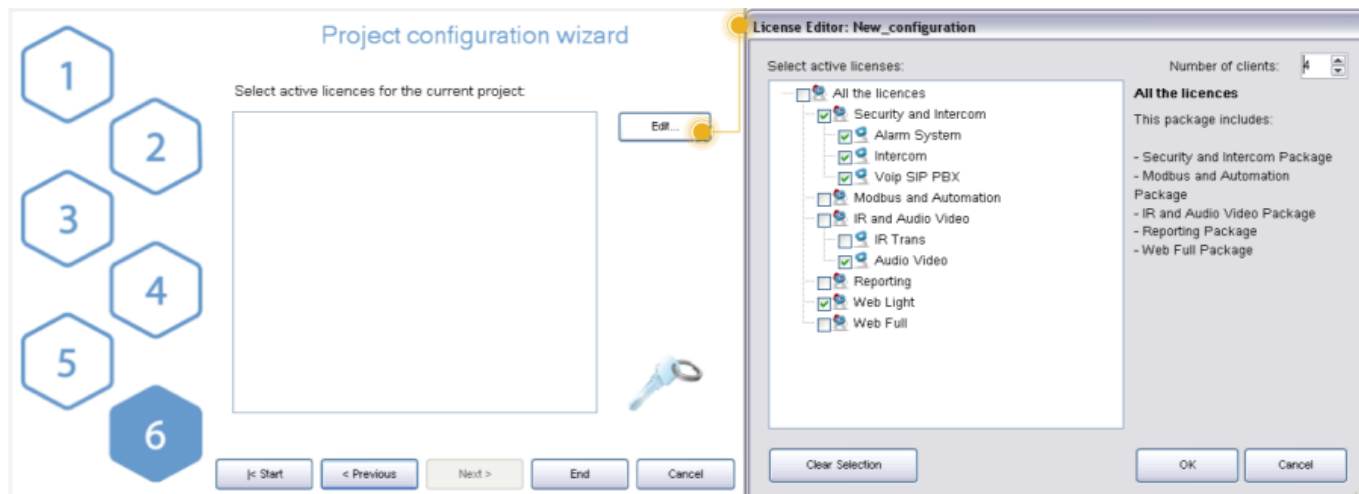 Project configuration wizard
1
2
3
4
5
6
Select active licences for the current project:
Edit...
|< Start
< Previous
Next >
End
Cancel
License Editor: New_configuration
Select active licenses:
Number of clients:
4
All the licences
Security and Intercom
Alarm System
Intercom
Voip SIP PBX
Modbus and Automation
IR and Audio Video
IR Trans
Audio Video
Reporting
Web Light
Web Full
All the licences
This package includes:
- Security and Intercom Package
- Modbus and Automation
Package
- IR and Audio Video Package
- Reporting Package
- Web Full Package
Clear Selection
OK
Cancel